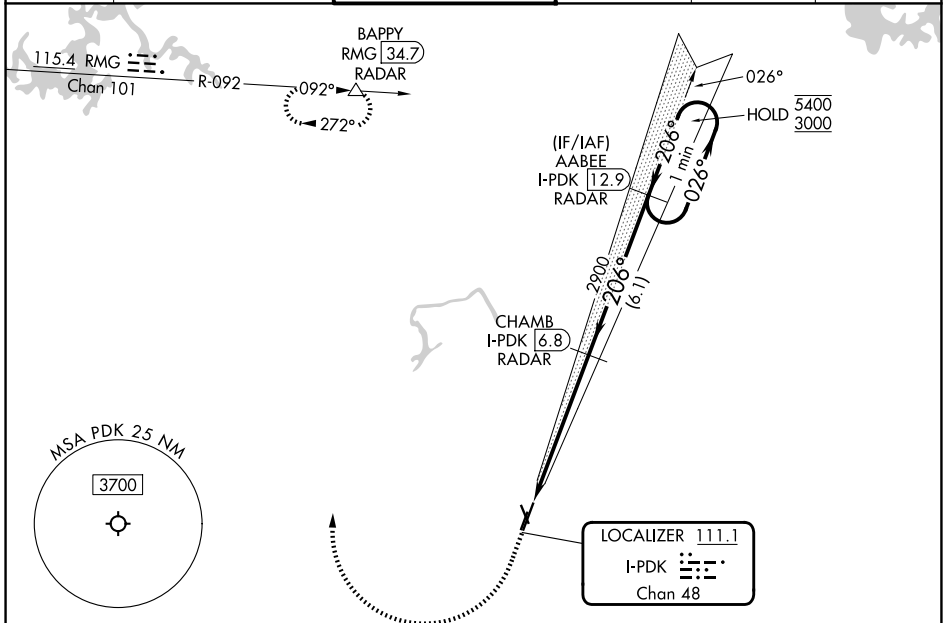 BAPPY
RMG 34.7
RADAR
115.4 RMG
Chan 101
R-092
092°
272°
026°
HOLD 5400
3000
(IF/IAF)
AABEE
I-PDK 12.9
RADAR
206°
1 min
026°
2900
206°
(6.1)
CHAMB
I-PDK 6.8
RADAR
MSA PDK 25 NM
3700
LOCALIZER 111.1
I-PDK
Chan 48